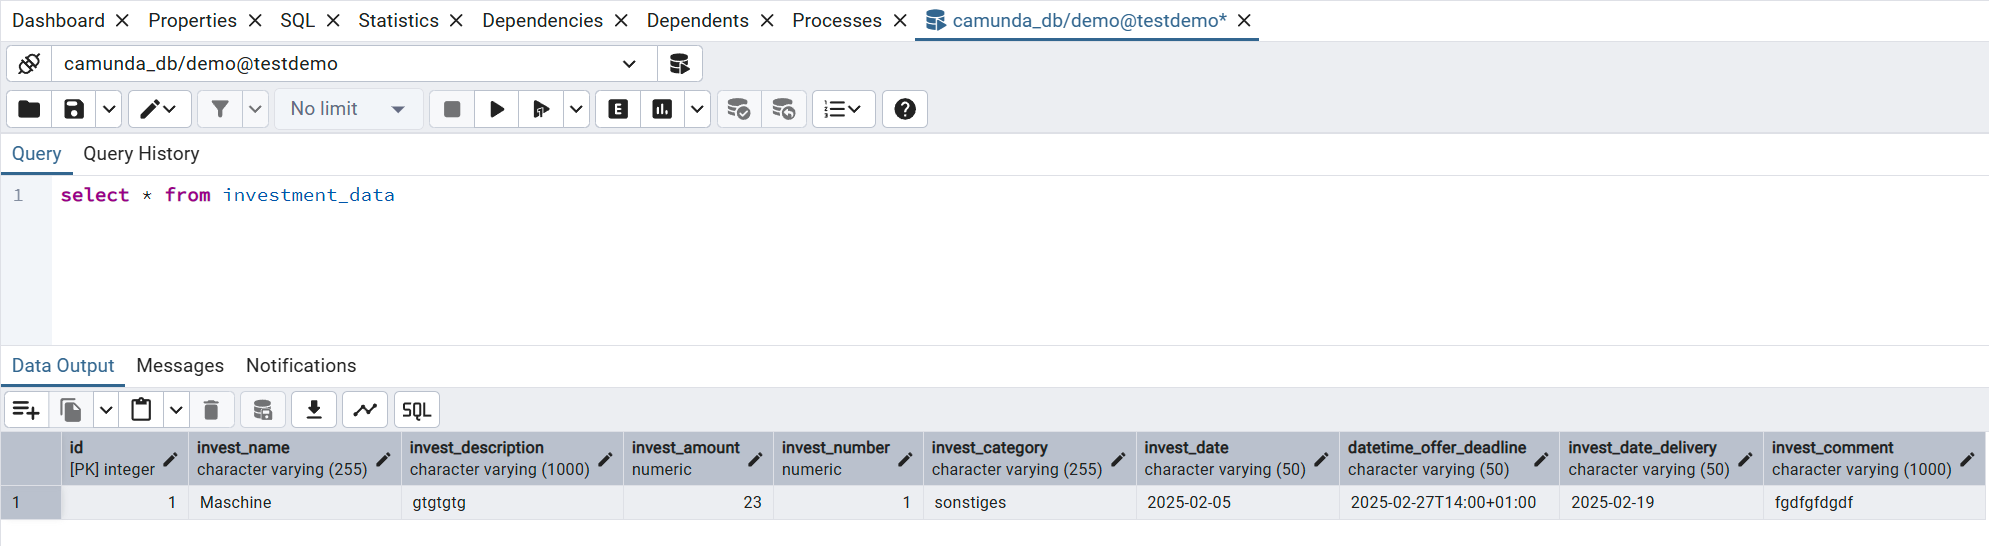 Dashboard Properties SQL Statistics Dependencies Dependents Processes camunda_db/demo@testdemo*
camunda_db/demo@testdemo
No limit E
Query Query History
1 select * from investment_data
Data Output Messages Notifications
SQL
id invest_name invest_description invest_amount invest_number invest_category invest_date datetime_offer_deadline invest_date_delivery invest_comment
[PK] integer character varying (255) character varying (1000) numeric numeric character varying (255) character varying (50) character varying (50) character varying (50) character varying (1000)
1 1 Maschine gtgtgtg 23 1 sonstiges 2025-02-05 2025-02-27T14:00+01:00 2025-02-19 fgdfgfdgdf